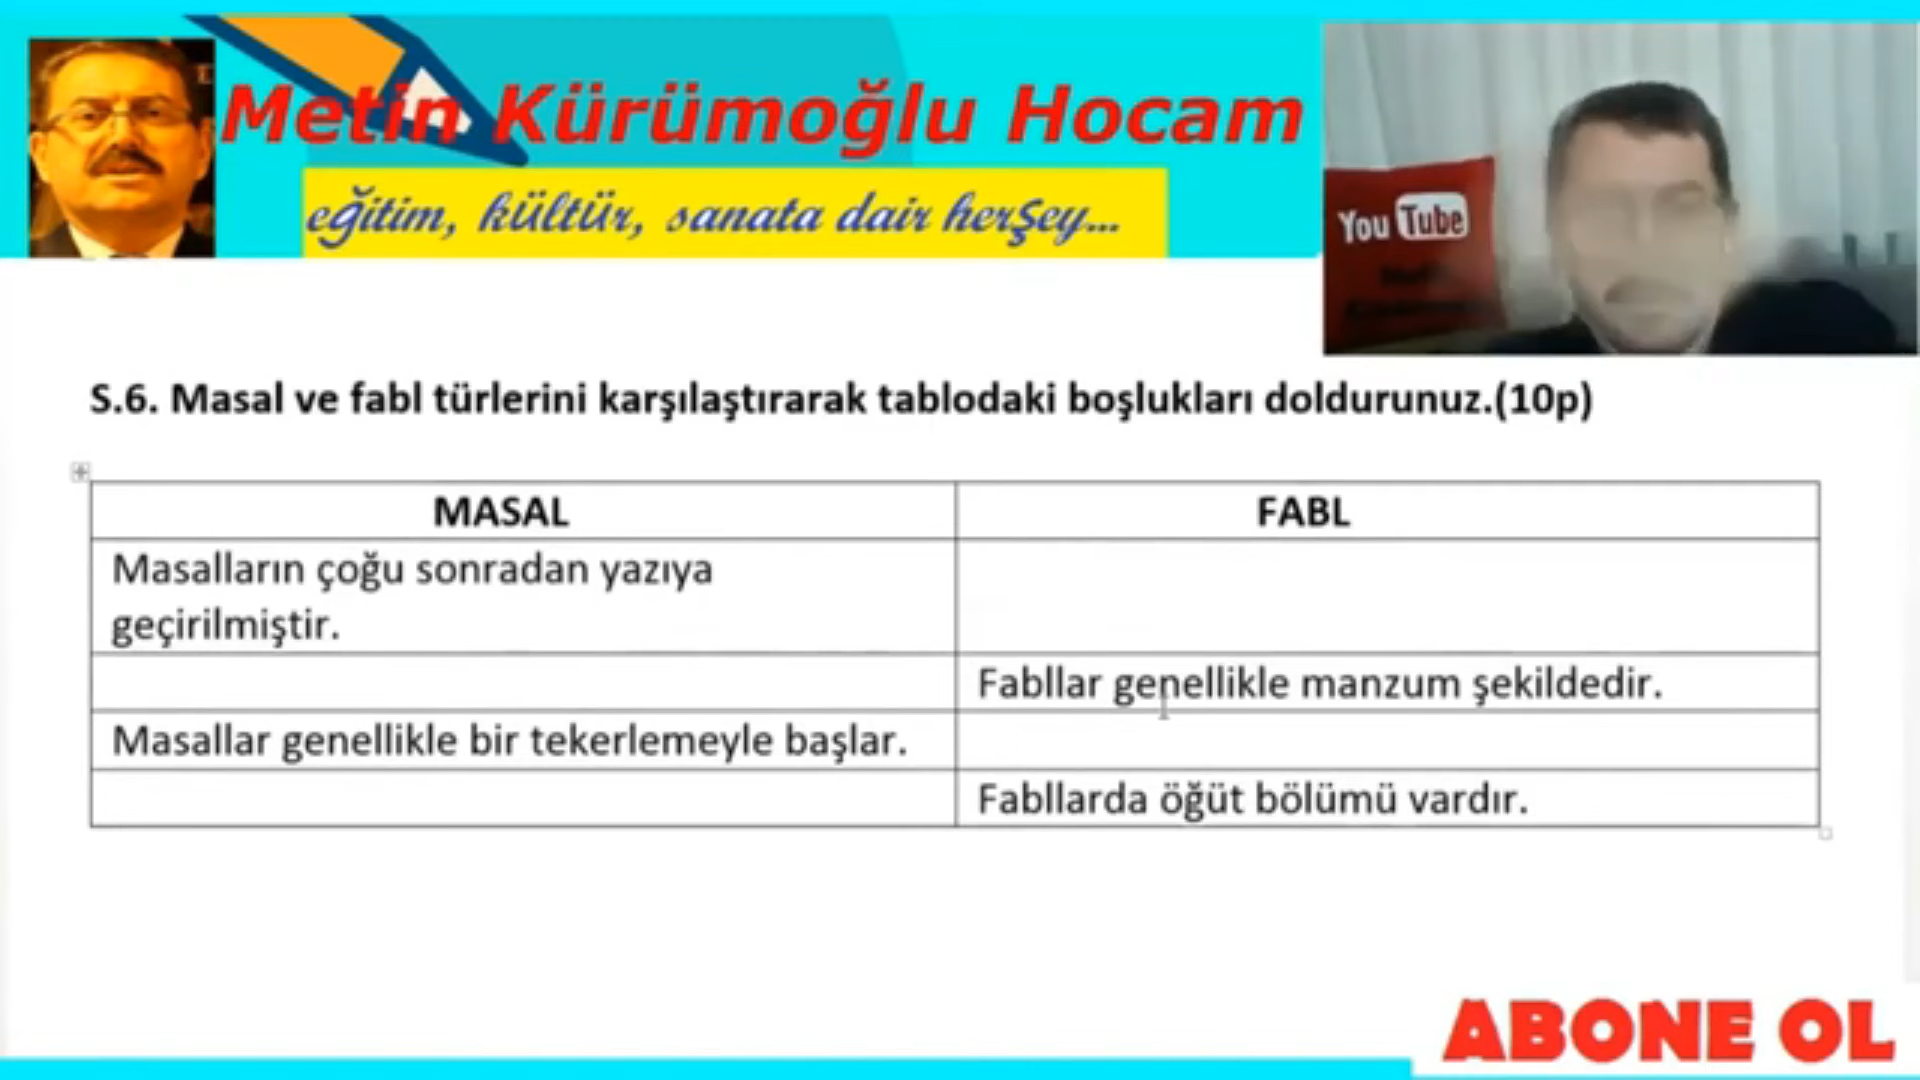 Metin Kürümoğlu Hocam
eğitim, kültür, sanata dair herşey...
You Tube
S.6. Masal ve fabl türlerini karşılaştırarak tablodaki boşlukları doldurunuz.(10p)
MASAL
FABL
Masalların çoğu sonradan yazıya
geçirilmiştir.
Fabllar genellikle manzum şekildedir.
Masallar genellikle bir tekerlemeyle başlar.
Fabllarda öğüt bölümü vardır.
ABONE OL